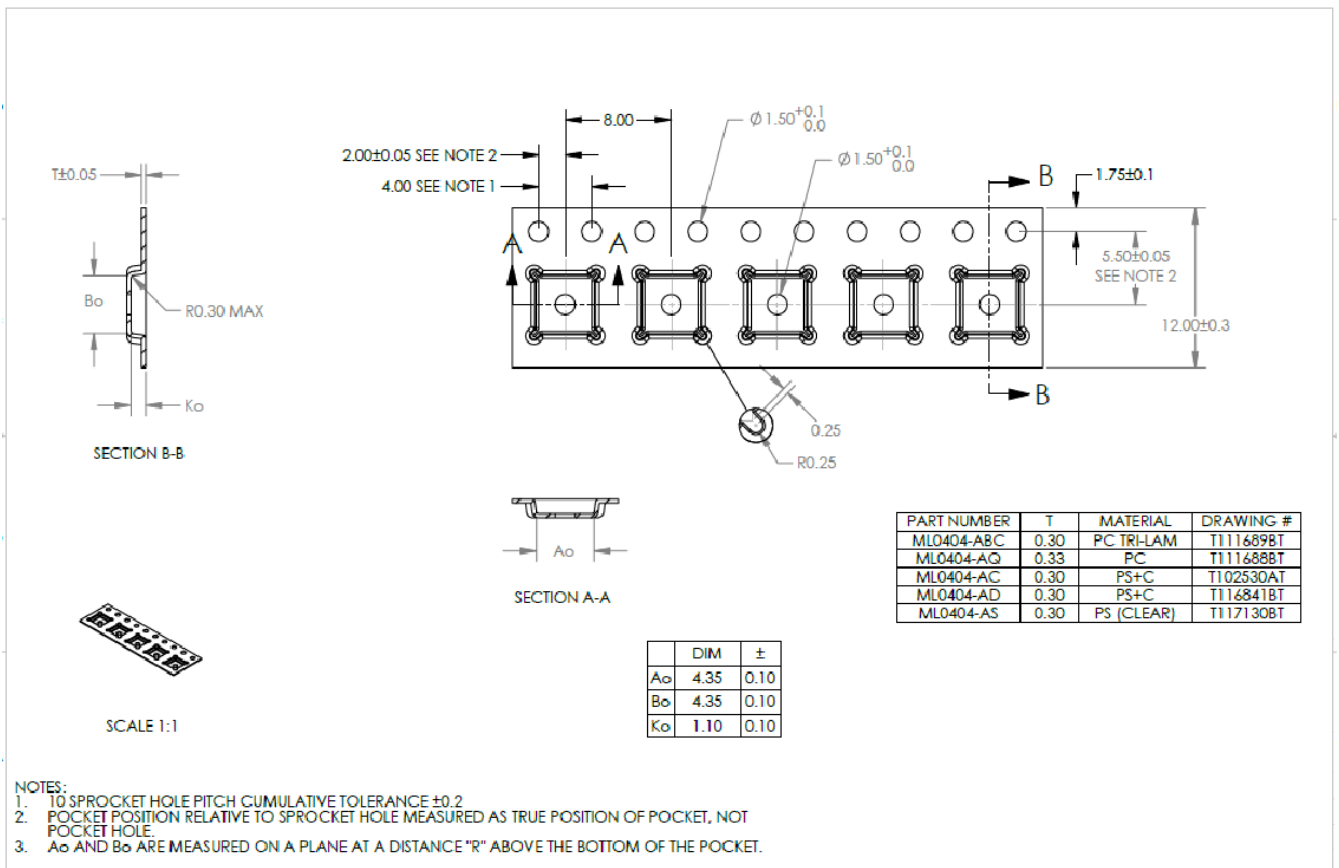 8.00
Ø1.50 +0.1 0.0
2.00±0.05 SEE NOTE 2
Ø1.50 +0.1 0.0
4.00 SEE NOTE 1
T±0.05
B
1.75±0.1
A
A
5.50±0.05
SEE NOTE 2
Bo
R0.30 MAX
12.00±0.3
B
Ko
0.25
R0.25
SECTION B-B
Ao
SECTION A-A
PART NUMBER T MATERIAL DRAWING #
ML0404-ABC 0.30 PC TRI-LAM T111689BT
ML0404-AQ 0.33 PC T111688BT
ML0404-AC 0.30 PS+C T102530AT
ML0404-AD 0.30 PS+C T116841BT
ML0404-AS 0.30 PS (CLEAR) T117130BT
DIM ±
Ao 4.35 0.10
Bo 4.35 0.10
Ko 1.10 0.10
SCALE 1:1
NOTES:
1. 10 SPROCKET HOLE PITCH CUMULATIVE TOLERANCE ±0.2
2. POCKET POSITION RELATIVE TO SPROCKET HOLE MEASURED AS TRUE POSITION OF POCKET, NOT
POCKET HOLE.
3. Ao AND Bo ARE MEASURED ON A PLANE AT A DISTANCE "R" ABOVE THE BOTTOM OF THE POCKET.